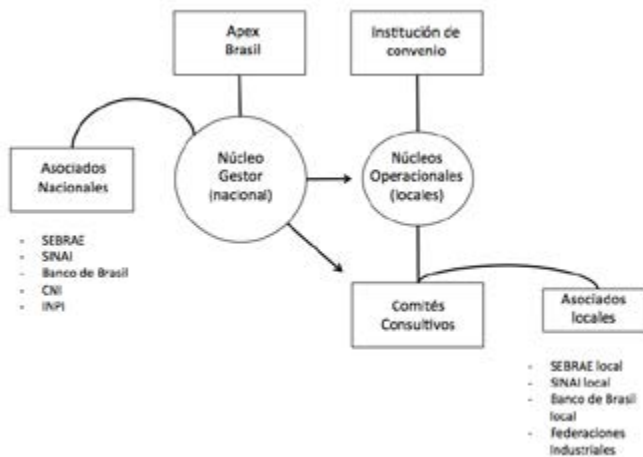 Apex
Brasil
Institución de
convenio
Asociados
Nacionales
Núcleo
Gestor
(nacional)
Núcleos
Operacionales
(locales)
- SEBRAE
- SINAI
- Banco de Brasil
- CNI
- INPI
Comités
Consultivos
Asociados
locales
- SEBRAE local
- SINAI local
- Banco de Brasil
local
- Federaciones
Industriales